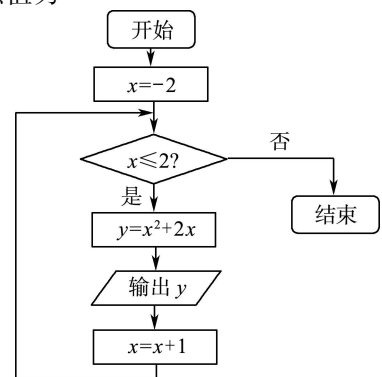 开始
x=-2
x≤2?
否
是
结束
y=x²+2x
输出 y
x=x+1